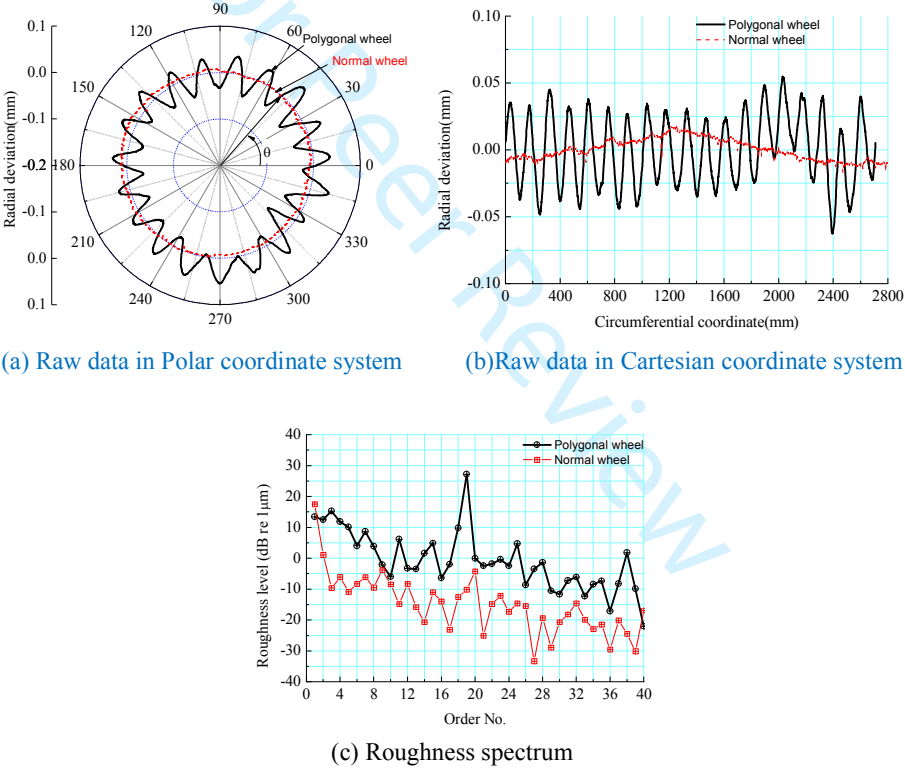 90
120
60
Polygonal wheel
Normal wheel
150
30
180
0
θ
210
330
240
300
270
0.1
0.0
-0.1
-0.2
-0.1
0.0
0.1
Radial deviation(mm)
0.10
0.05
0.00
-0.05
-0.10
Radial deviation(mm)
Polygonal wheel
Normal wheel
0 400 800 1200 1600 2000 2400 2800
Circumferential coordinate(mm)
(a) Raw data in Polar coordinate system
(b)Raw data in Cartesian coordinate system
40
30
20
10
0
-10
-20
-30
-40
Roughness level (dB re 1μm)
Polygonal wheel
Normal wheel
0 4 8 12 16 20 24 28 32 36 40
Order No.
(c) Roughness spectrum
or Peer Review